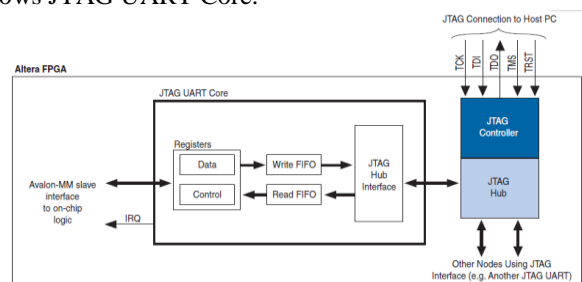 ows JTAG UART Core.
JTAG Connection to Host PC
TCK
TDI
TDO
TMS
TRST
Altera FPGA
JTAG UART Core
JTAG
Controller
Registers
Data
Write FIFO
JTAG
Hub
Interface
JTAG
Hub
Control
Read FIFO
Avalon-MM slave
interface
to on-chip
logic
IRQ
Other Nodes Using JTAG
Interface (e.g. Another JTAG UART)